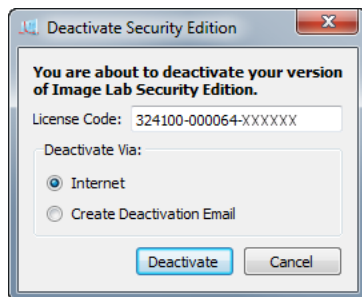 Deactivate Security Edition
You are about to deactivate your version
of Image Lab Security Edition.
License Code: 324100-000064-XXXXXX
Deactivate Via:
Internet
Create Deactivation Email
Deactivate Cancel